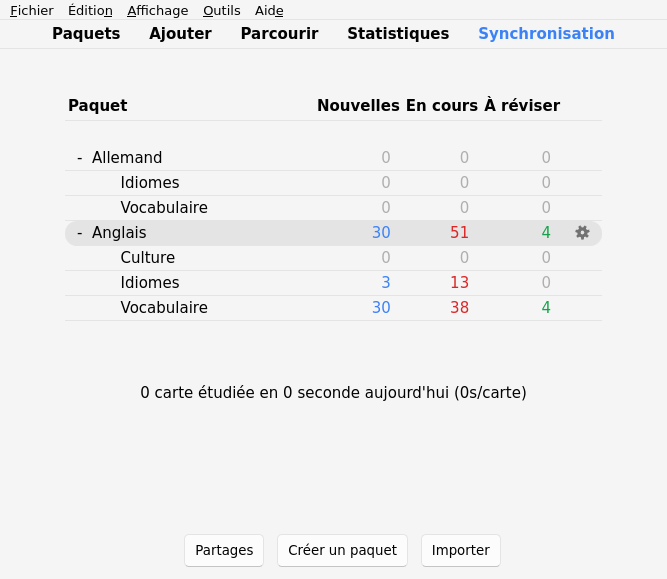 Fichier Édition Affichage Outils Aide
Paquets Ajouter Parcourir Statistiques Synchronisation
Paquet Nouvelles En cours À réviser
- Allemand 0 0 0
Idiomes 0 0 0
Vocabulaire 0 0 0
- Anglais 30 51 4
Culture 0 0 0
Idiomes 3 13 0
Vocabulaire 30 38 4
0 carte étudiée en 0 seconde aujourd'hui (0s/carte)
Partages Créer un paquet Importer